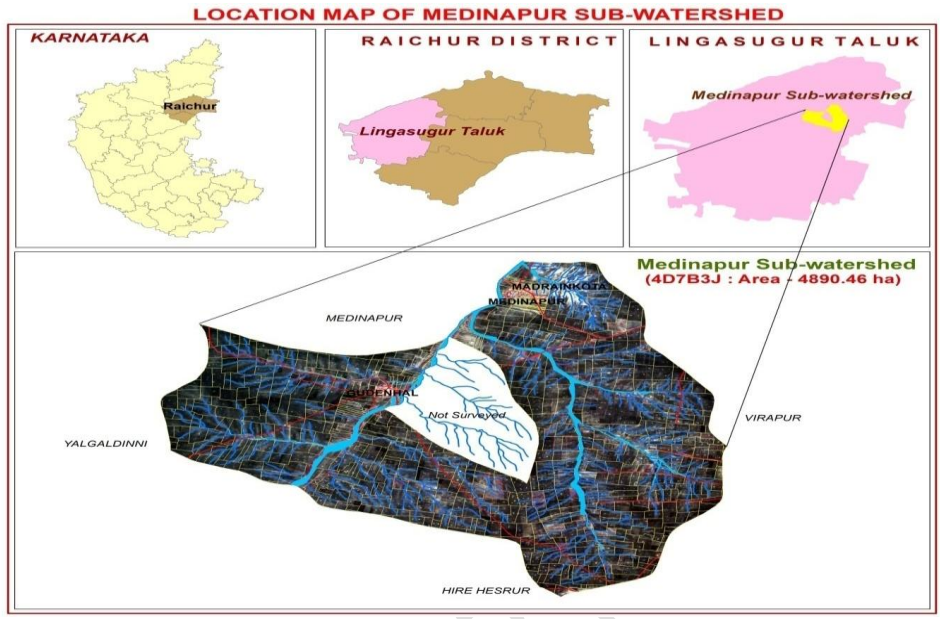 LOCATION MAP OF MEDINAPUR SUB-WATERSHED
KARNATAKA
Raichur
RAICHUR DISTRICT
Lingasugur Taluk
LINGASUGUR TALUK
Medinapur Sub-watershed
Medinapur Sub-watershed
(4D7B3J : Area - 4890.46 ha)
MADRAINKOTA
MEDINAPUR
MEDINAPUR
GUDENHAL
Not Surveyed
VIRAPUR
YALGALDINNI
HIRE HESRUR